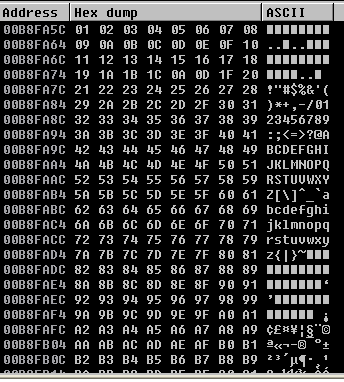 Address Hex dump ASCII
00B8FA5C 01 02 03 04 05 06 07 08
00B8FA64 09 0A 0B 0C 0D 0E 0F 10 ..■..■■■
00B8FA6C 11 12 13 14 15 16 17 18
00B8FA74 19 1A 1B 1C 0A 0D 1F 20 ■■■■..■
00B8FA7C 21 22 23 24 25 26 27 28 !"#$%&'(
00B8FA84 29 2A 2B 2C 2D 2F 30 31 )*+,-/01
00B8FA8C 32 33 34 35 36 37 38 39 23456789
00B8FA94 3A 3B 3C 3D 3E 3F 40 41 :;<=>?@A
00B8FA9C 42 43 44 45 46 47 48 49 BCDEFGHI
00B8FAA4 4A 4B 4C 4D 4E 4F 50 51 JKLMNOPQ
00B8FAAC 52 53 54 55 56 57 58 59 RSTUVWXY
00B8FAB4 5A 5B 5C 5D 5E 5F 60 61 Z[\]^_`a
00B8FABC 62 63 64 65 66 67 68 69 bcdefghi
00B8FAC4 6A 6B 6C 6D 6E 6F 70 71 jklmnopq
00B8FACC 72 73 74 75 76 77 78 79 rstuvwxy
00B8FAD4 7A 7B 7C 7D 7E 7F 80 81 z{|}~■■■
00B8FADC 82 83 84 85 86 87 88 89
00B8FAE4 8A 8B 8C 8D 8E 8F 90 91 ■■■■■■■‘
00B8FAEC 92 93 94 95 96 97 98 99 ’■■■■■■■
00B8FAF4 9A 9B 9C 9D 9E 9F A0 A1 ■■■■■■ ¡
00B8FAFC A2 A3 A4 A5 A6 A7 A8 A9 ¢£¤¥¦§¨©
00B8FB04 AA AB AC AD AE AF B0 B1 ª«¬-®¯°±
00B8FB0C B2 B3 B4 B5 B6 B7 B8 B9 ²³´µ¶·¸¹